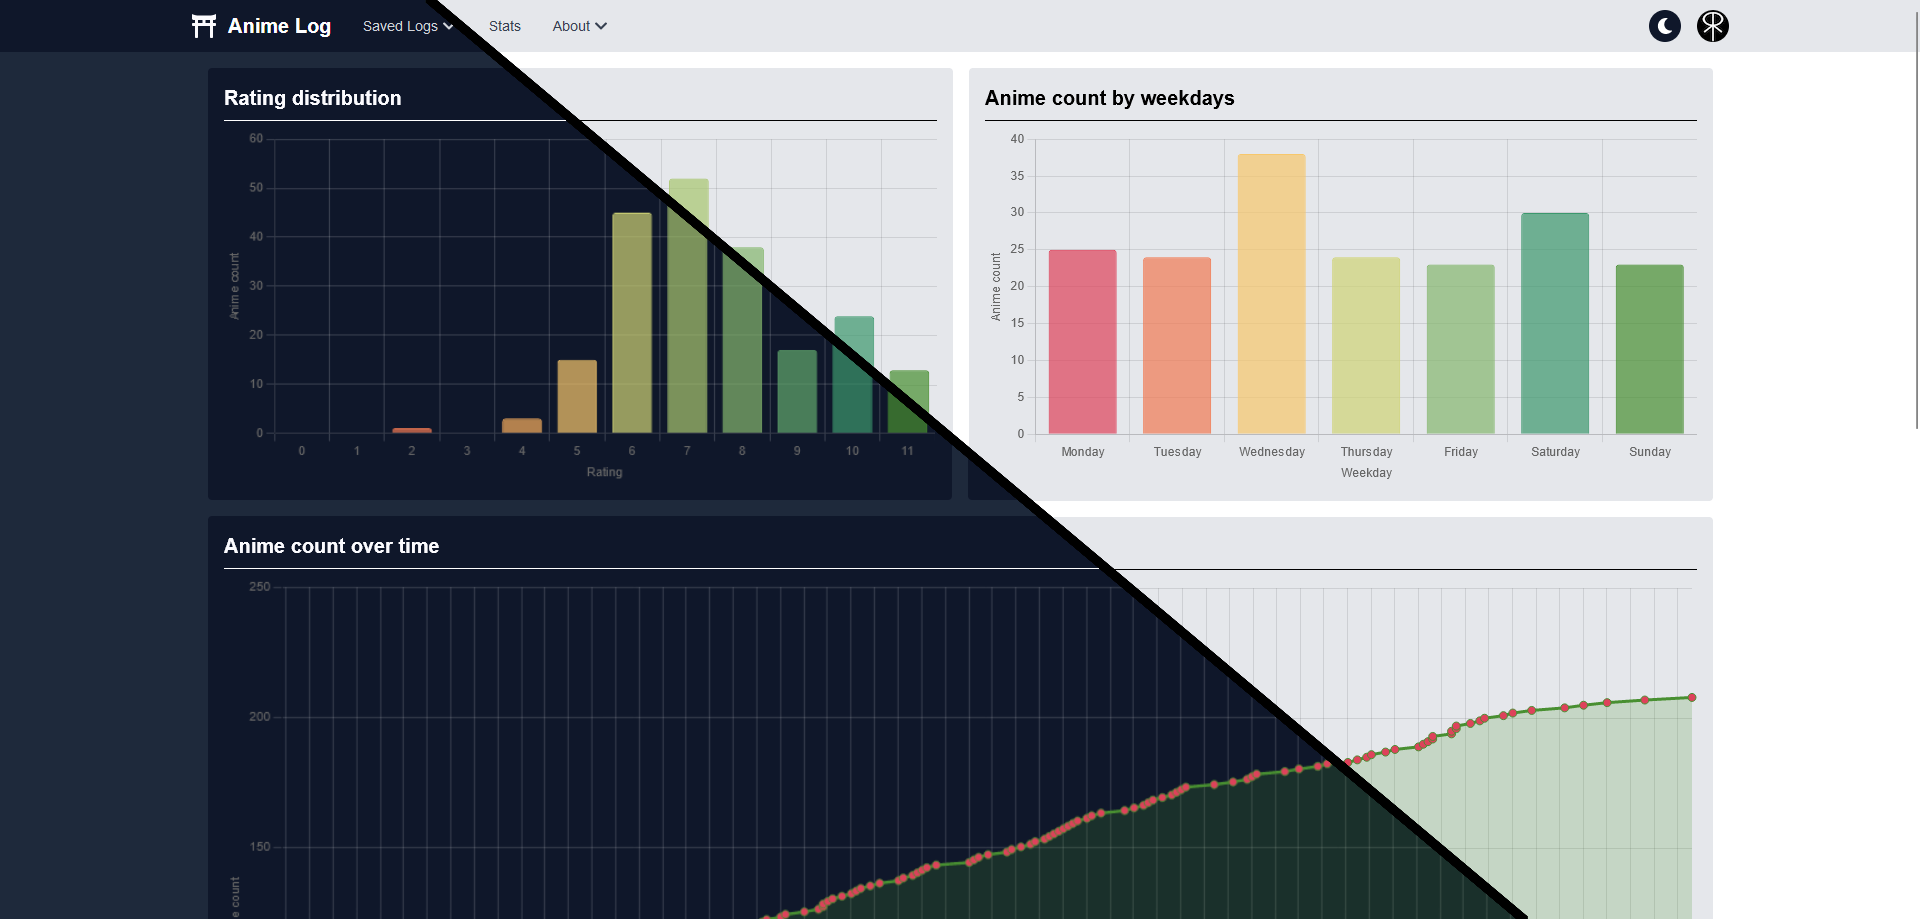 Anime Log
Saved Logs
Stats
About
Rating distribution
60
50
40
30
20
10
0
Anime count
0 1 2 3 4 5 6 7 8 9 10 11
Rating
Anime count by weekdays
40
35
30
25
20
15
10
5
0
Anime count
Monday Tuesday Wednesday Thursday Friday Saturday Sunday
Weekday
Anime count over time
250
200
150
e count